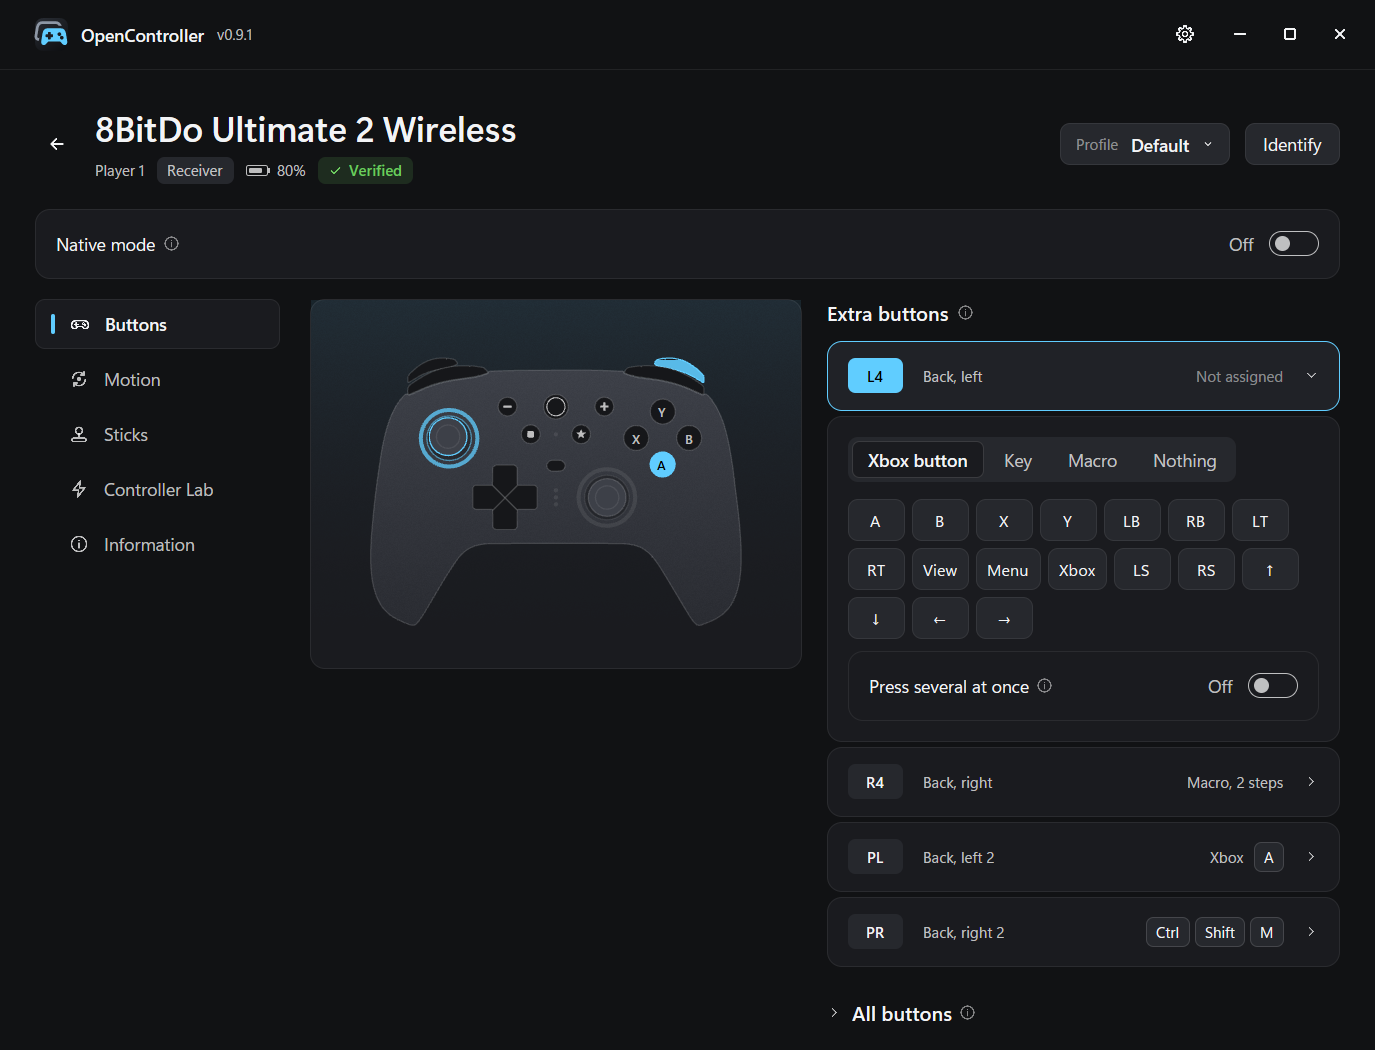 OpenController v0.9.1
8BitDo Ultimate 2 Wireless
Player 1 Receiver 80% Verified
Profile Default Identify
Native mode Off
Buttons
Motion
Sticks
Controller Lab
Information
Y
X B
A
Extra buttons
L4 Back, left Not assigned
Xbox button Key Macro Nothing
A B X Y LB RB LT
RT View Menu Xbox LS RS ↑
↓ ← →
Press several at once Off
R4 Back, right Macro, 2 steps
PL Back, left 2 Xbox A
PR Back, right 2 Ctrl Shift M
All buttons